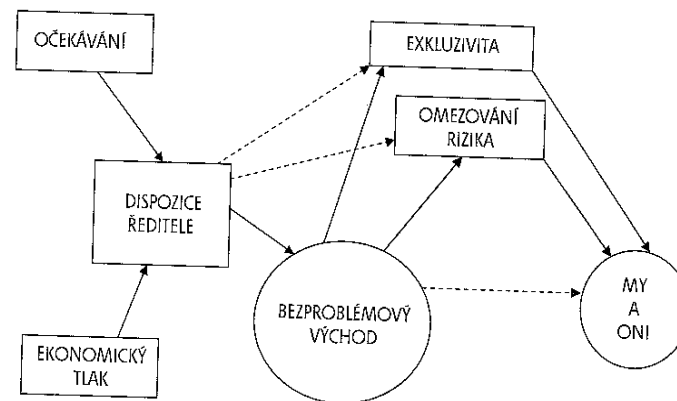 OČEKÁVÁNÍ
EXKLUZIVITA
OMEZOVÁNÍ
RIZIKA
DISPOZICE
ŘEDITELE
BEZPROBLÉMOVÝ
VÝCHOD
MY
A
ONI
EKONOMICKÝ
TLAK